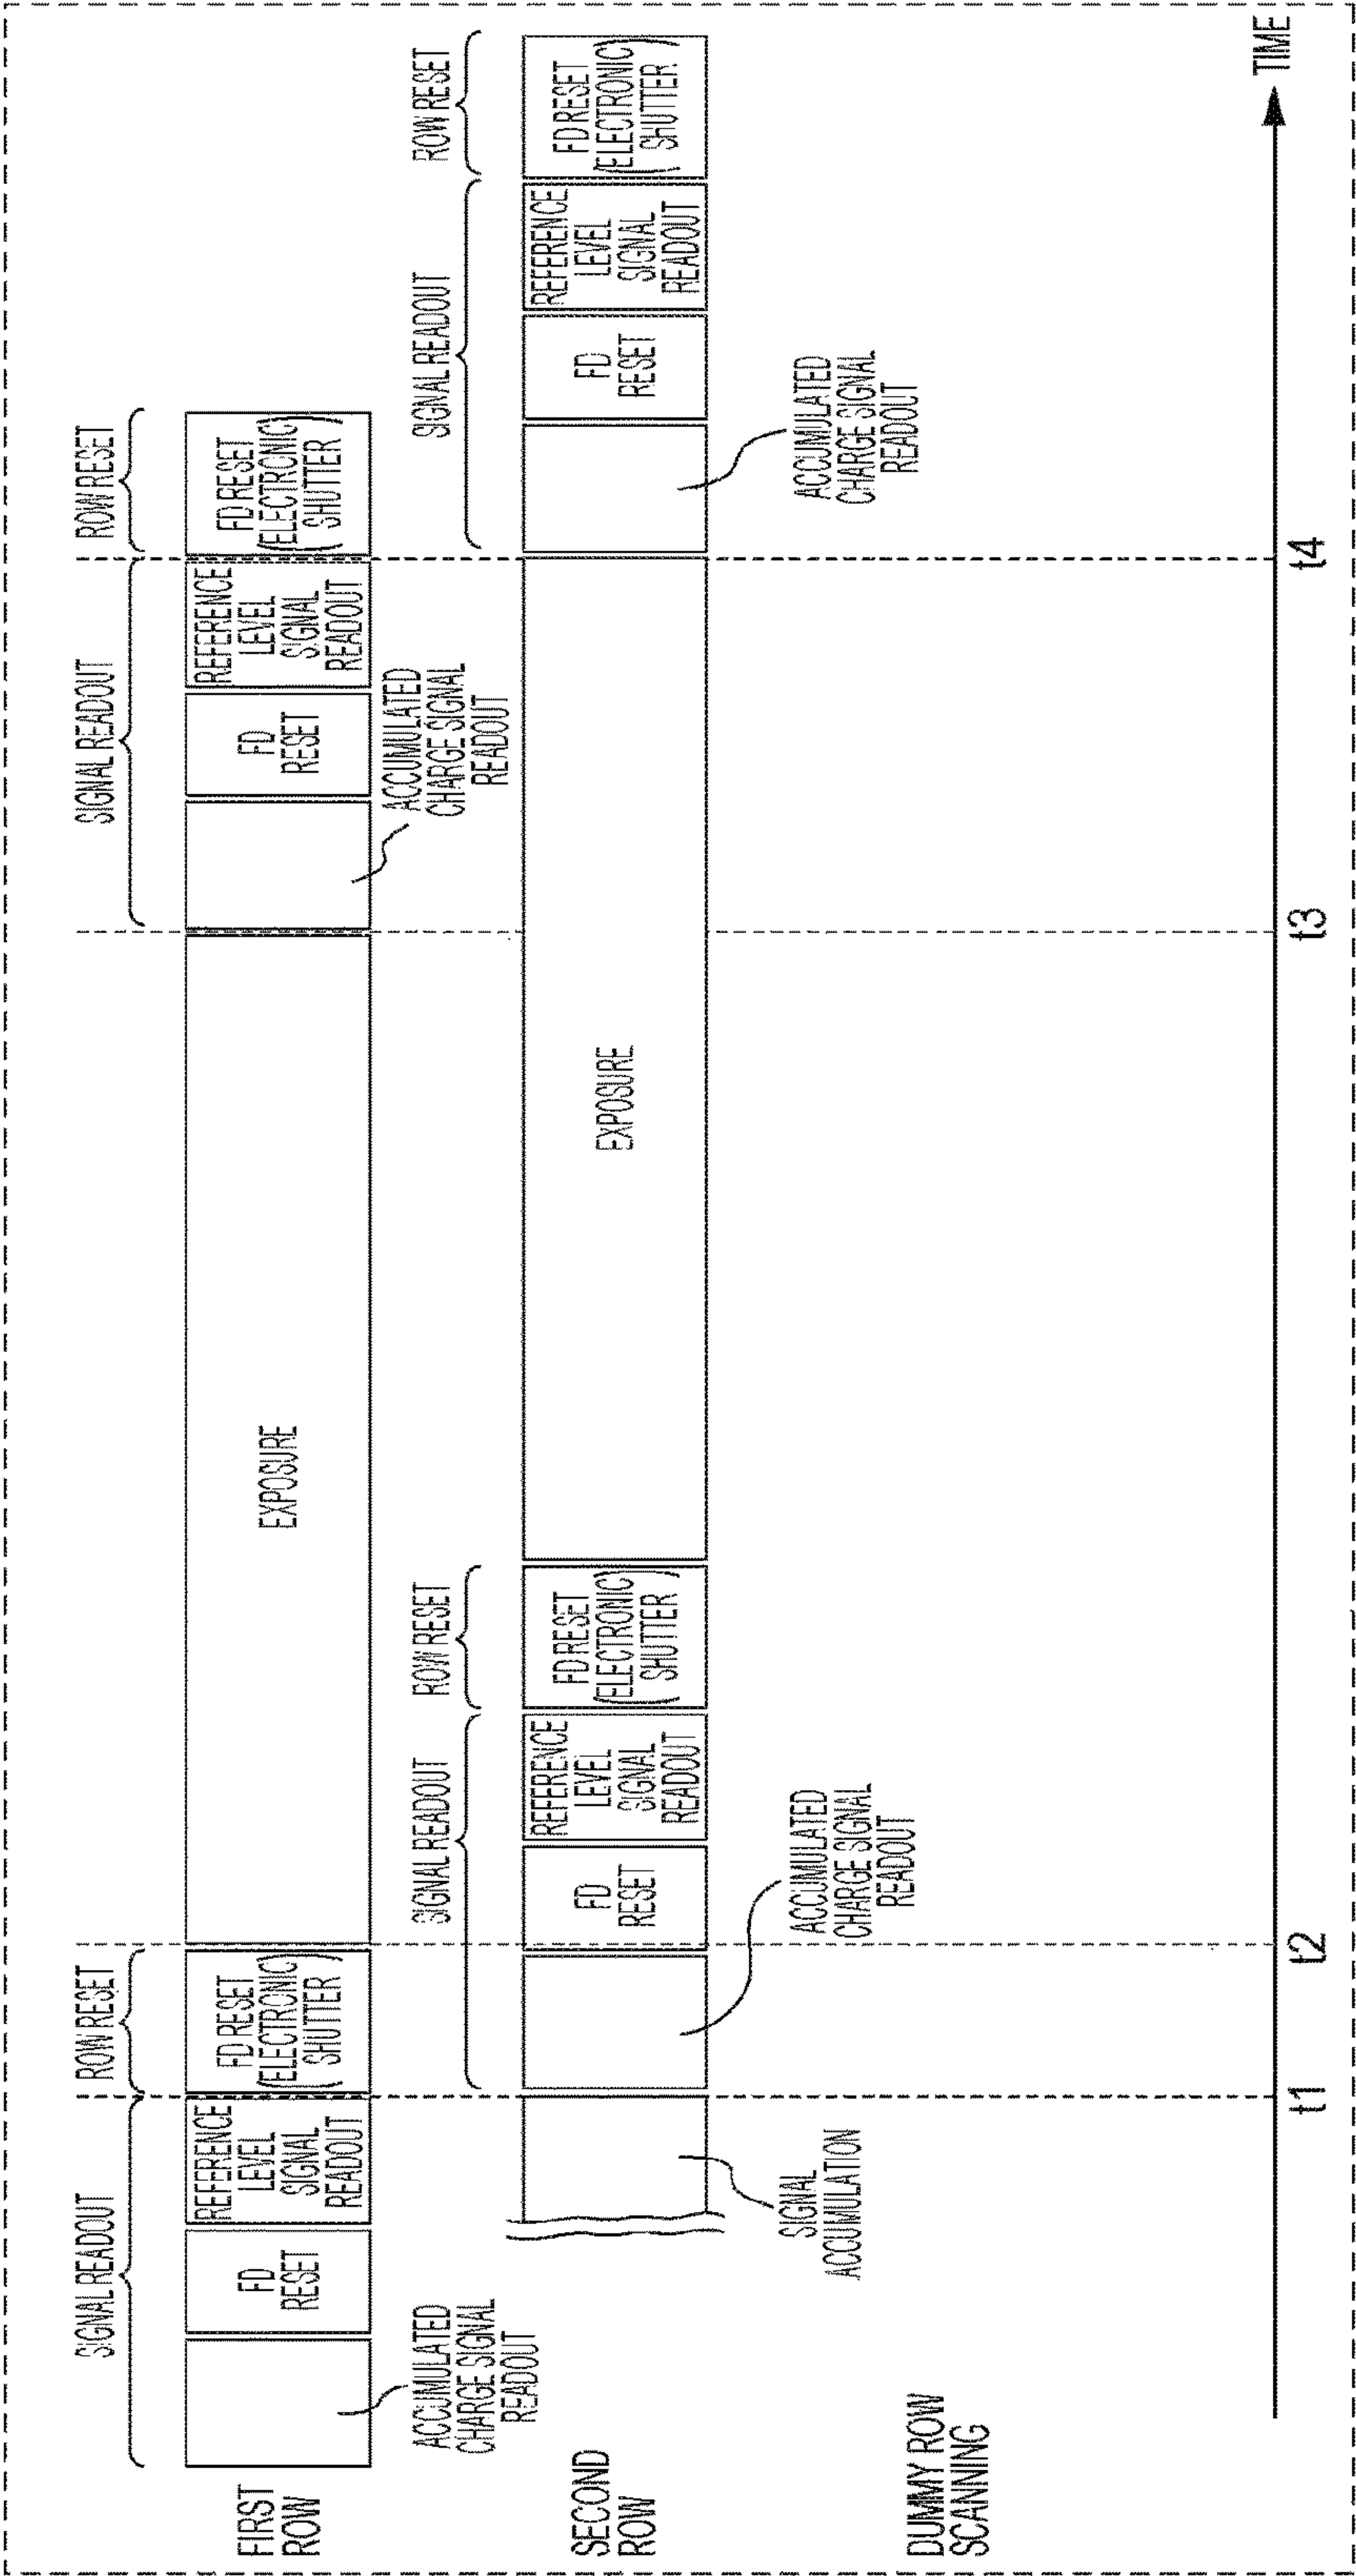 FIRST
ROW
SIGNAL READOUT
ACCUMULATED
CHARGE SIGNAL
READOUT
FD
RESET
REFERENCE
LEVEL
SIGNAL
READOUT
ROW RESET
FD RESET
(ELECTRONIC
SHUTTER)
EXPOSURE
SIGNAL READOUT
ACCUMULATED
CHARGE SIGNAL
READOUT
FD
RESET
REFERENCE
LEVEL
SIGNAL
READOUT
ROW RESET
FD RESET
(ELECTRONIC
SHUTTER)
SECOND
ROW
SIGNAL
ACCUMULATION
SIGNAL READOUT
ACCUMULATED
CHARGE SIGNAL
READOUT
FD
RESET
REFERENCE
LEVEL
SIGNAL
READOUT
ROW RESET
FD RESET
(ELECTRONIC
SHUTTER)
EXPOSURE
SIGNAL READOUT
ACCUMULATED
CHARGE SIGNAL
READOUT
FD
RESET
REFERENCE
LEVEL
SIGNAL
READOUT
ROW RESET
FD RESET
(ELECTRONIC
SHUTTER)
DUMMY ROW
SCANNING
t1
t2
t3
t4
TIME